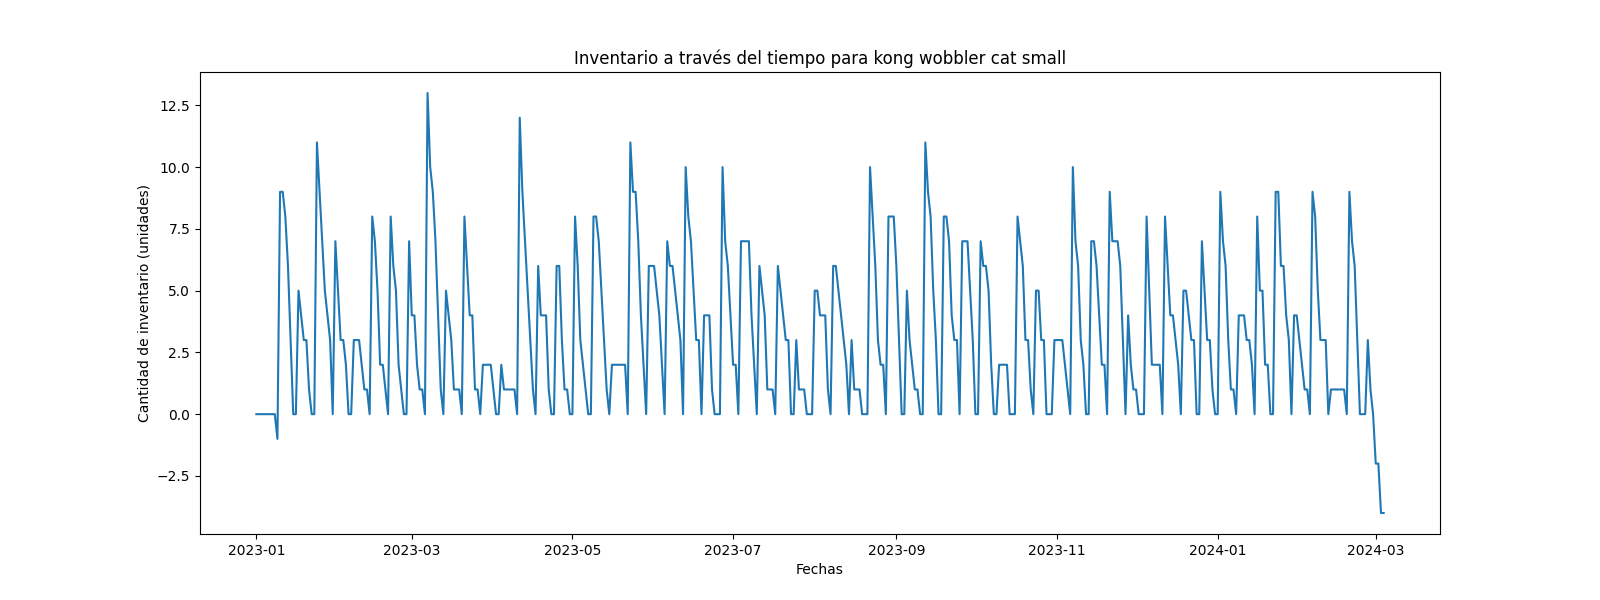 Inventario a través del tiempo para kong wobbler cat small
Cantidad de inventario (unidades)
12.5
10.0
7.5
5.0
2.5
0.0
−2.5
2023-01 2023-03 2023-05 2023-07 2023-09 2023-11 2024-01 2024-03
Fechas